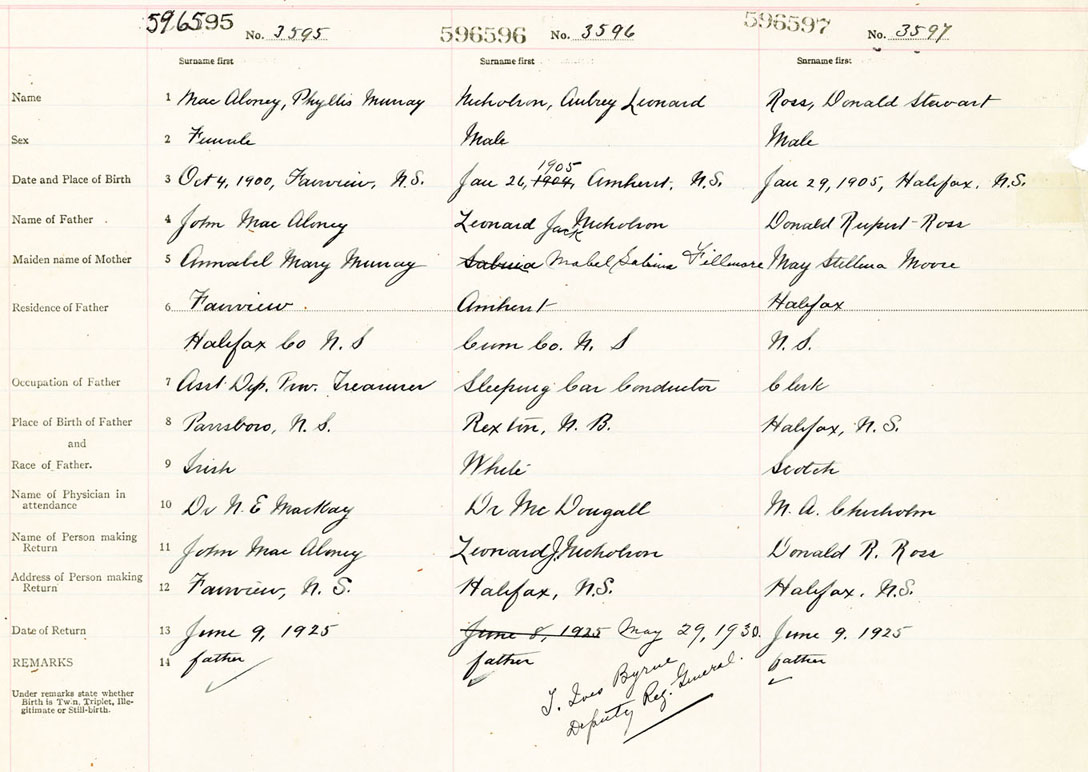 596595 No. 3595 596596 No. 3596 596597 No. 3597
Surname first Surname first Surname first
Name 1 Mac Aloney, Phyllis Murray Nicholson, Aubrey Leonard Ross, Donald Stewart
Sex 2 Female Male Male
1905
Date and Place of Birth 3 Oct 4, 1900, Fairview, N.S. Jan 26, 1904, Amherst, N.S. Jan 29, 1905, Halifax, N.S.
Name of Father 4 John Mac Aloney Leonard Jack Nicholson Donald Rupert Ross
Maiden name of Mother 5 Annabel Mary Murray Sabina Mabel Sabina Fillmore May Stellina Moore
Residence of Father 6 Fairview Amherst Halifax
Halifax Co N.S Cum Co. N. S N.S.
Occupation of Father 7 Asst Dep. Prov. Treasurer Sleeping Car Conductor Clerk
Place of Birth of Father 8 Parrsboro, N.S. Rexton, N.B. Halifax, N.S.
and
Race of Father. 9 Irish White Scotch
Name of Physician in
attendance 10 Dr N. E MacKay Dr Mc Dougall M. A. Chisholm
Name of Person making
Return 11 John Mac Aloney Leonard J. Nicholson Donald R. Ross
Address of Person making
Return 12 Fairview, N.S. Halifax, N.S. Halifax, N.S.
Date of Return 13 June 9, 1925 June 8, 1925 May 29, 1930. June 9. 1925
REMARKS 14 father father father
Under remarks state whether
Birth is Twin, Triplet, Ille-
gitimate or Still-birth.
Byrne
Deputy Reg. General.